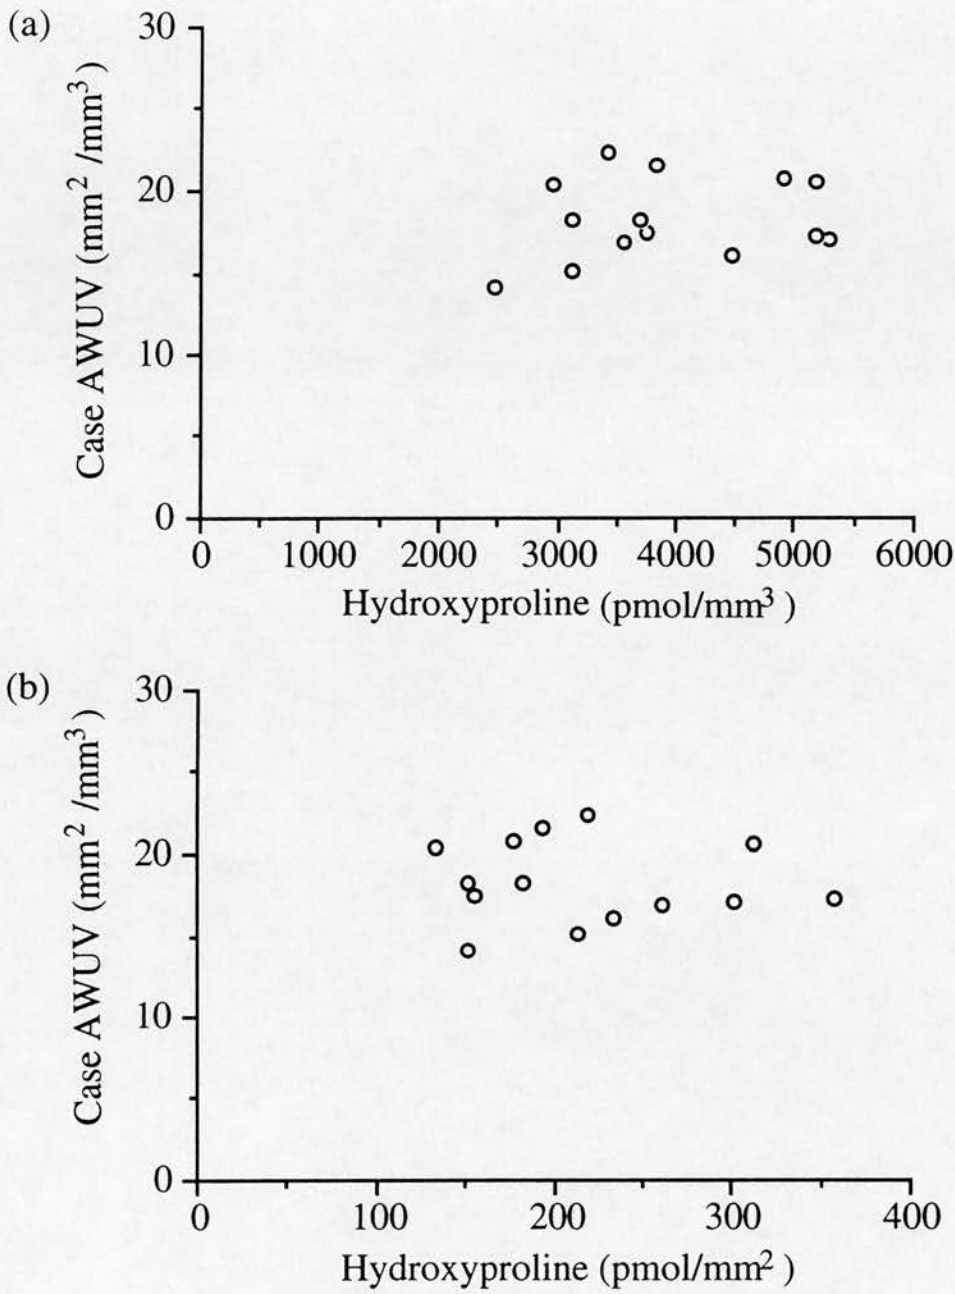 (a)
Case AWUV (mm² /mm³)
30
20
10
0
0 1000 2000 3000 4000 5000 6000
Hydroxyproline (pmol/mm³ )
(b)
Case AWUV (mm² /mm³ )
30
20
10
0
0 100 200 300 400
Hydroxyproline (pmol/mm² )